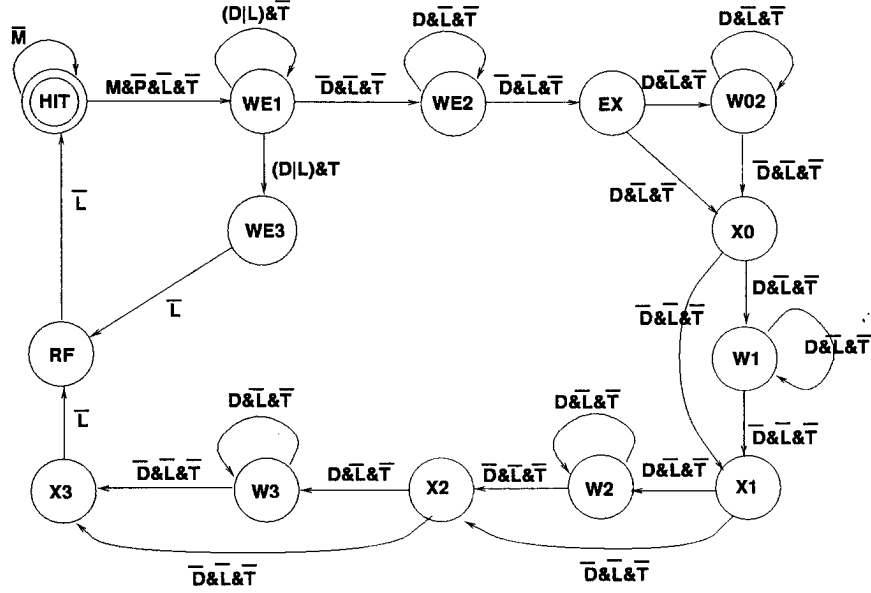 M̅
(D|L)&T̅
D&L̅&T̅
D&L̅&T̅
HIT
M&P̅&L̅&T̅
WE1
D̅&L̅&T̅
WE2
D̅&L̅&T̅
EX
D&L̅&T̅
W02
(D|L)&T
D&L̅&T̅
D̅&L̅&T̅
L̅
WE3
X0
L̅
D̅&L̅&T̅
D&L̅&T̅
RF
W1
D&L̅&T̅
L̅
D&L̅&T̅
D&L̅&T̅
D̅&L̅&T̅
X3
D̅&L̅&T̅
W3
D&L̅&T̅
X2
D̅&L̅&T̅
W2
D&L̅&T̅
X1
D̅&L̅&T̅
D̅&L̅&T̅